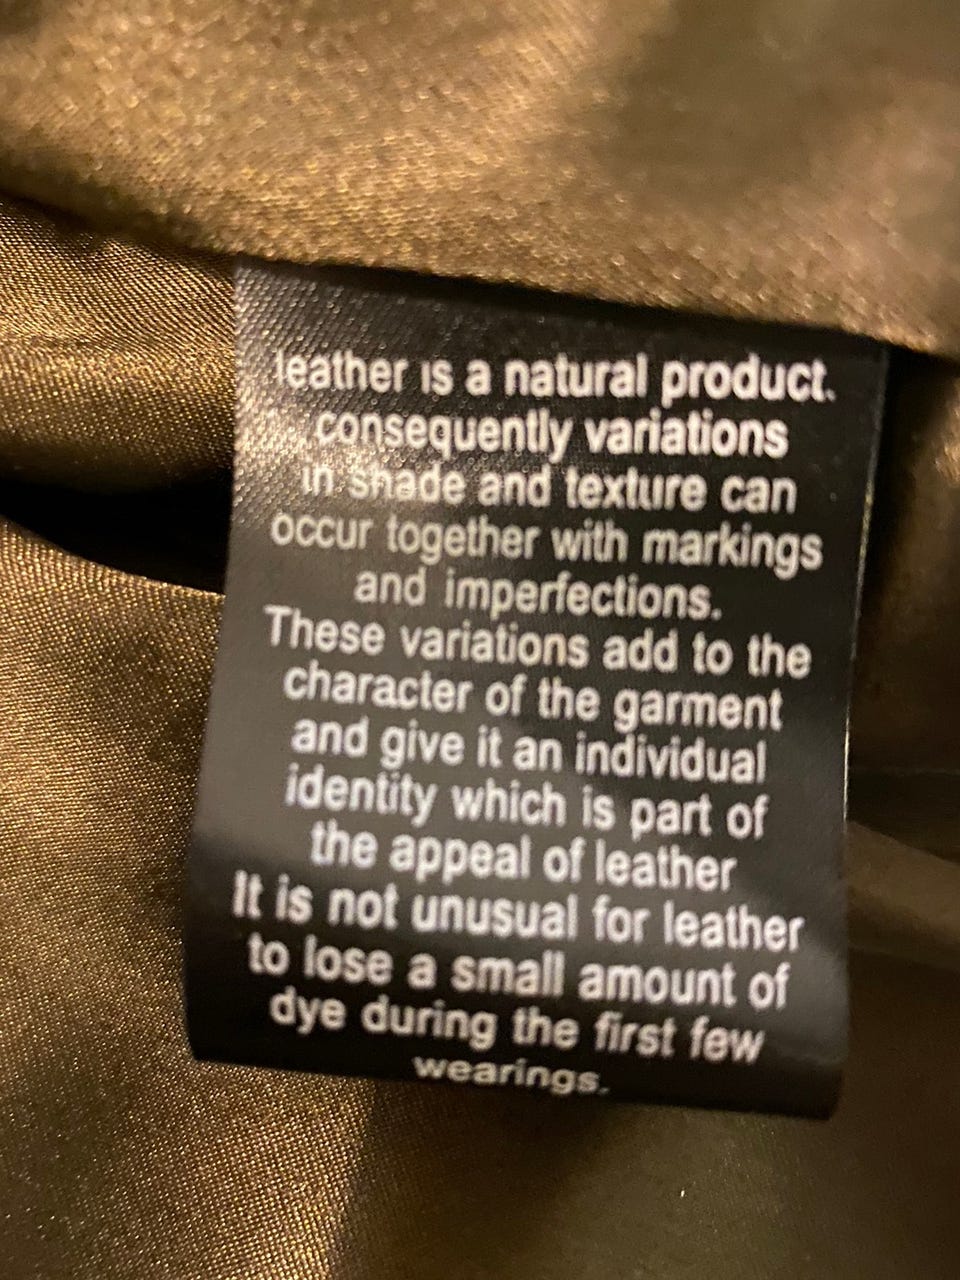 leather is a natural product.
consequently variations
in shade and texture can
occur together with markings
and imperfections.
These variations add to the
character of the garment
and give it an individual
identity which is part of
the appeal of leather
It is not unusual for leather
to lose a small amount of
dye during the first few
wearings.